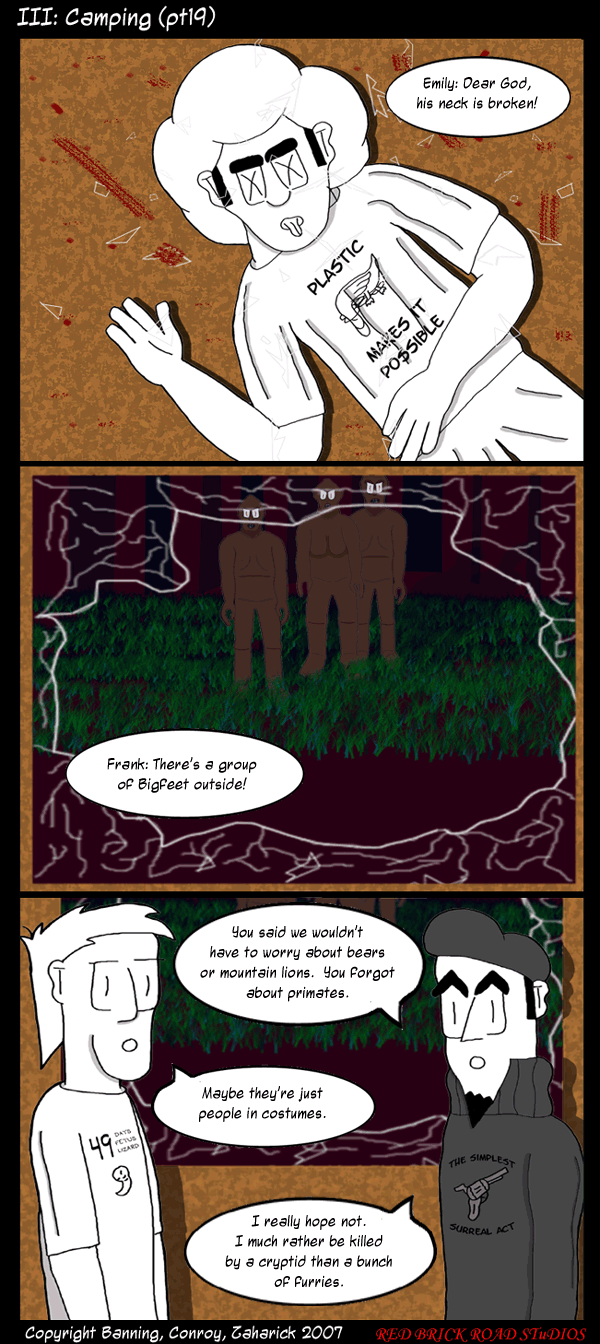 III: Camping (pt19)
Emily: Dear God,
his neck is broken!
PLASTIC
MAKES IT
POSSIBLE
Frank: There's a group
of Bigfeet outside!
You said we wouldn't
have to worry about bears
or mountain lions. You forgot
about primates.
Maybe they're just
people in costumes.
49 DAYS
FETUS
LIZARD
THE SIMPLEST
SURREAL ACT
I really hope not.
I much rather be killed
by a cryptid than a bunch
of furries.
Copyright Banning, Conroy, Zaharick 2007
RED BRICK ROAD STUDIOS